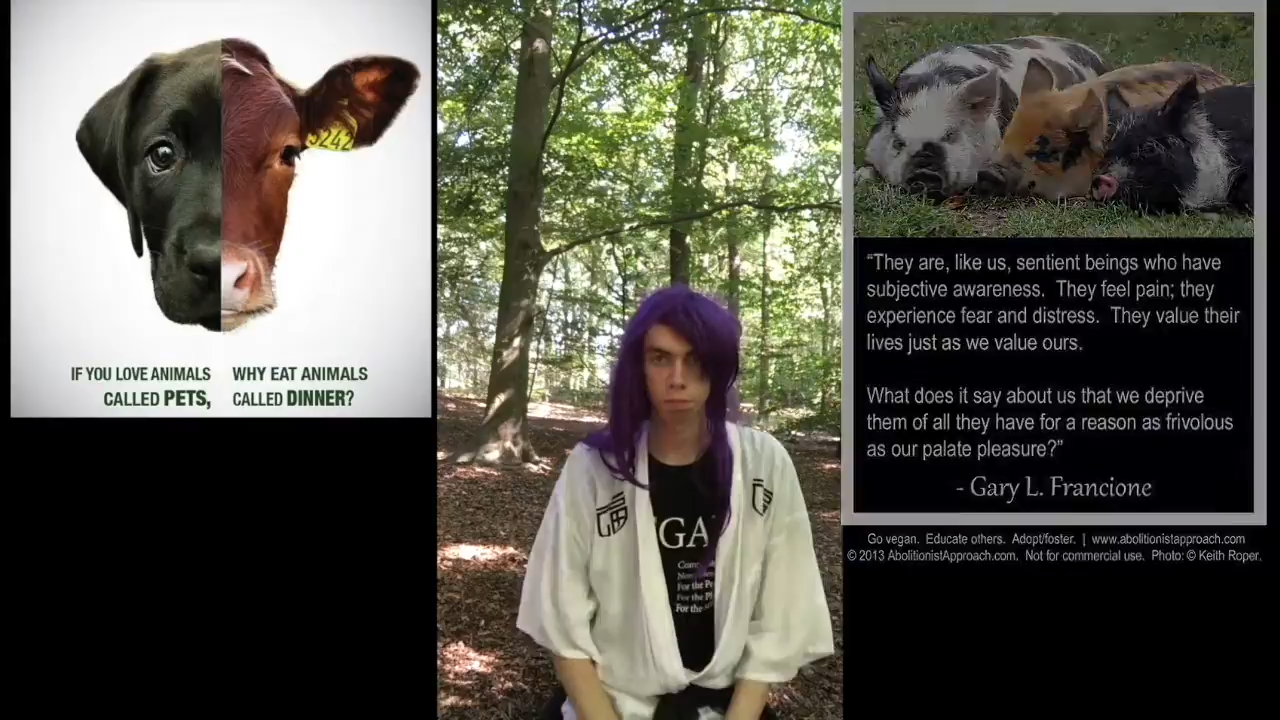 5242
IF YOU LOVE ANIMALS
CALLED PETS,
WHY EAT ANIMALS
CALLED DINNER?
"They are, like us, sentient beings who have
subjective awareness. They feel pain; they
experience fear and distress. They value their
lives just as we value ours.
What does it say about us that we deprive
them of all they have for a reason as frivolous
as our palate pleasure?"
- Gary L. Francione
Go vegan. Educate others. Adopt/foster. | www.abolitionistapproach.com
© 2013 AbolitionistApproach.com. Not for commercial use. Photo: © Keith Roper.
For the
For the
For the